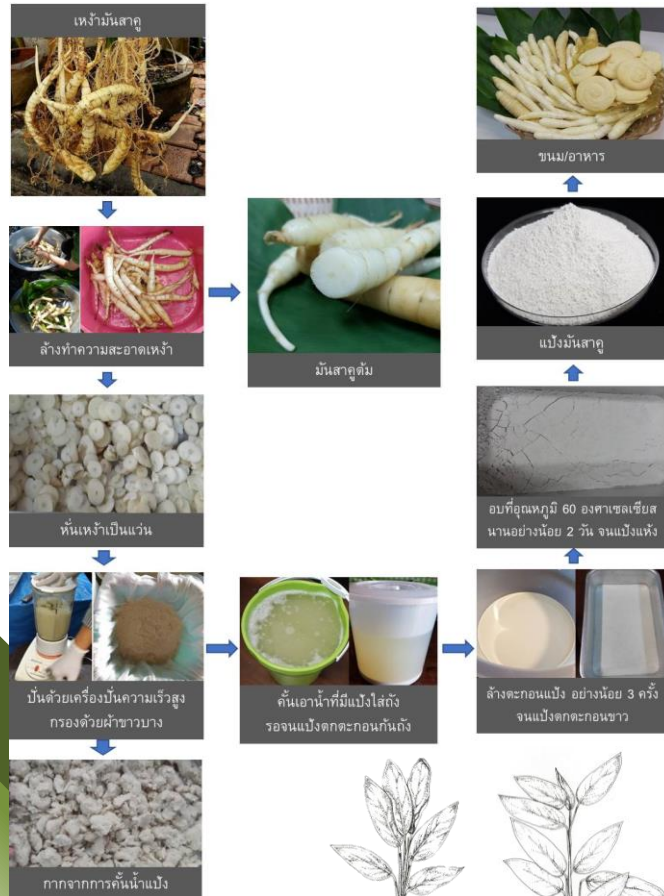 เหง้ามันสาคู
ล้างทำความสะอาดเหง้า
มันสาคูต้ม
หั่นเหง้าเป็นแว่น
ปั่นด้วยเครื่องปั่นความเร็วสูง
กรองด้วยผ้าขาวบาง
กากจากการคั้นน้ำแป้ง
คั้นเอาน้ำที่มีแป้งใส่ถัง
รอจนแป้งตกตะกอนก้นถัง
ล้างตะกอนแป้ง อย่างน้อย 3 ครั้ง
จนแป้งตกตะกอนขาว
อบที่อุณหภูมิ 60 องศาเซลเซียส
นานอย่างน้อย 2 วัน จนแป้งแห้ง
แป้งมันสาคู
ขนม/อาหาร